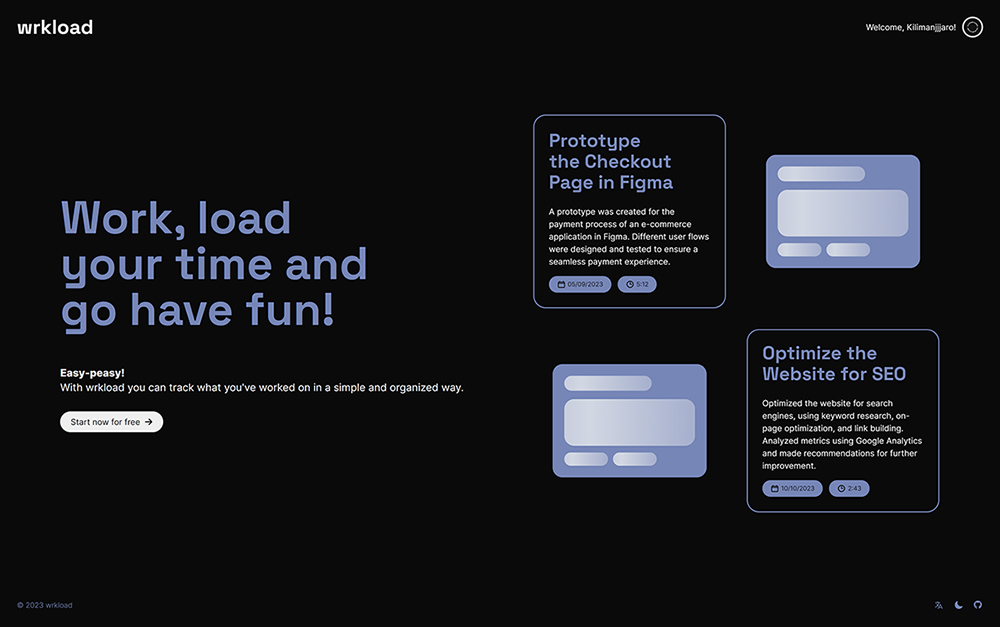 wrkload
Welcome, Kilimanjjjaro!
Work, load
your time and
go have fun!
Easy-peasy!
With wrkload you can track what you've worked on in a simple and organized way.
Start now for free
Prototype
the Checkout
Page in Figma
A prototype was created for the
payment process of an e-commerce
application in Figma. Different user flows
were designed and tested to ensure a
seamless payment experience.
05/09/2023
5:12
Optimize the
Website for SEO
Optimized the website for search
engines, using keyword research, on-
page optimization, and link building.
Analyzed metrics using Google Analytics
and made recommendations for further
improvement.
10/10/2023
2:43
© 2023 wrkload